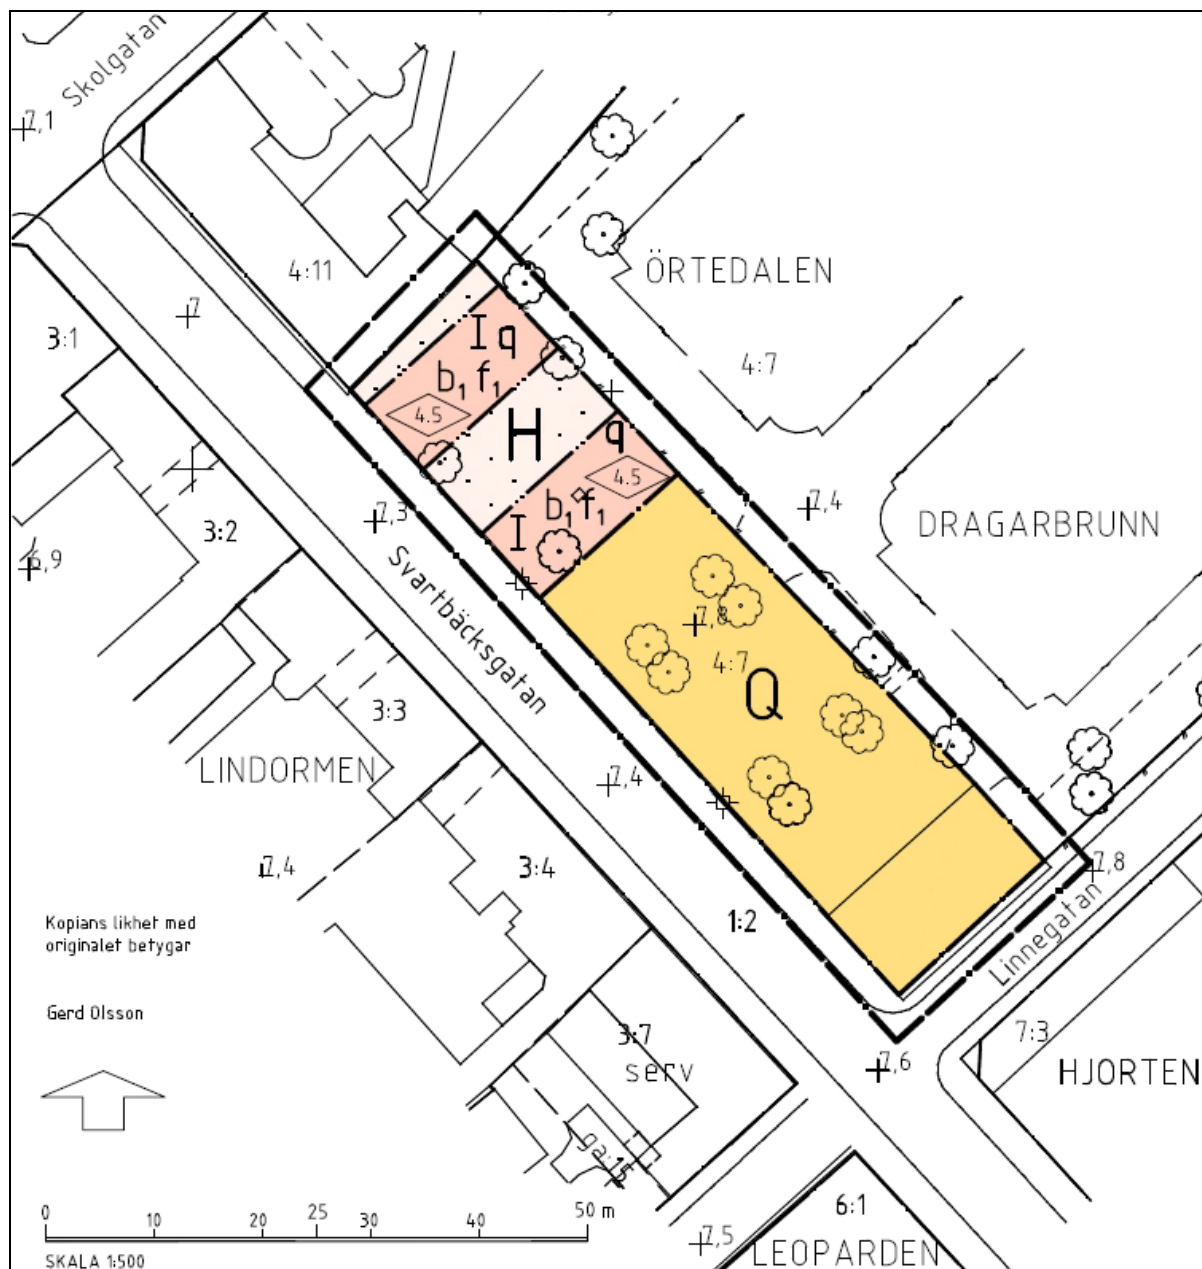 Skolgatan
7,1
ÖRTEDALEN
4:11
7
3:1
4:7
I q
b₁ f₁
4.5
H
q
4.5
7,3
3:2
7,4
DRAGARBRUNN
b₁ f₁
I
6,9
Svartbäcksgatan
7,8
4:7
Q
3:3
LINDORMEN
7,4
7,4
3:4
7,8
1:2
Kopians likhet med
originalet betygar
Linnegatan
Gerd Olsson
3:7
serv
7:3
7,6
HJORTEN
ga:15
0 10 20 25 30 40 50 m
6:1
7,5
LEOPARDEN
SKALA 1:500